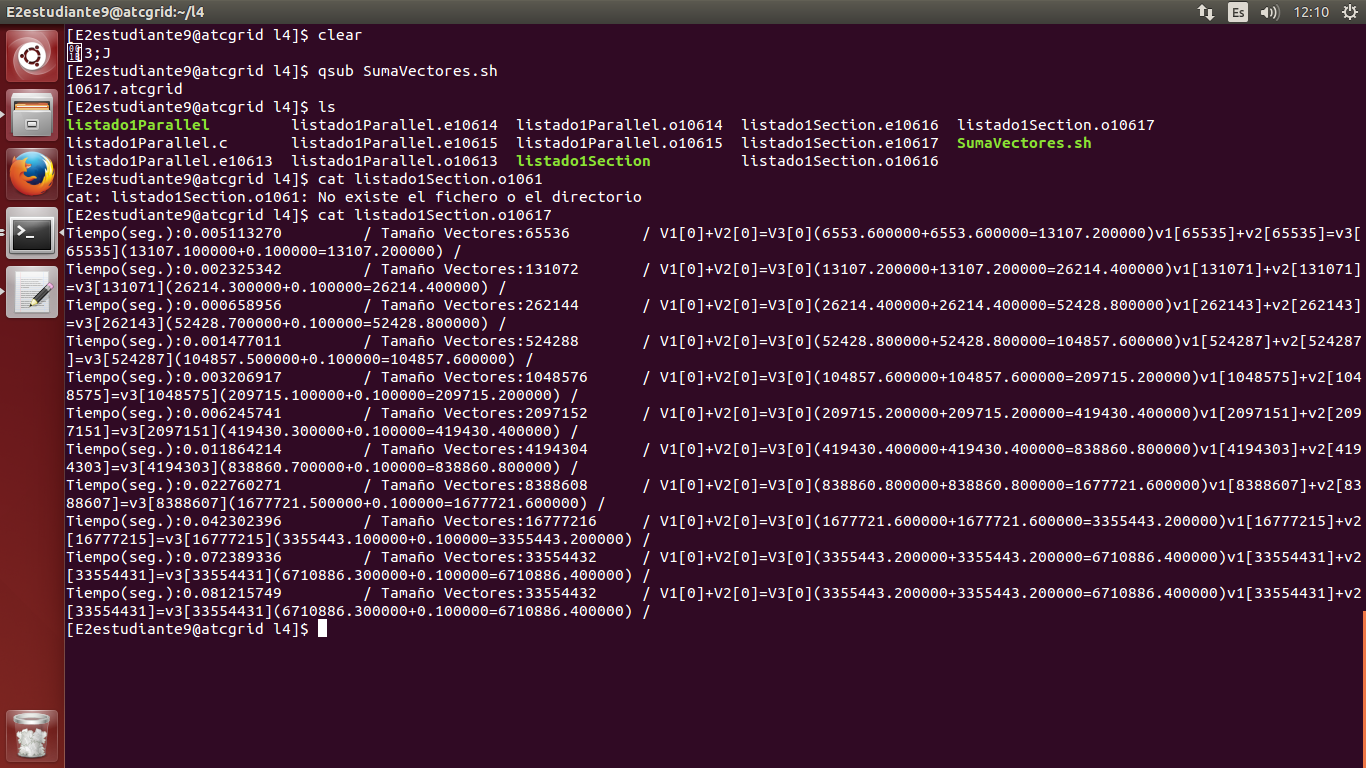 E2estudiante9@atcgrid:~/l4
Es
12:10
[E2estudiante9@atcgrid l4]$ clear
3;J
[E2estudiante9@atcgrid l4]$ qsub SumaVectores.sh
10617.atcgrid
[E2estudiante9@atcgrid l4]$ ls
listado1Parallel listado1Parallel.e10614 listado1Parallel.o10614 listado1Section.e10616 listado1Section.o10617
listado1Parallel.c listado1Parallel.e10615 listado1Parallel.o10615 listado1Section.e10617 SumaVectores.sh
listado1Parallel.e10613 listado1Parallel.o10613 listado1Section listado1Section.o10616
[E2estudiante9@atcgrid l4]$ cat listado1Section.o1061
cat: listado1Section.o1061: No existe el fichero o el directorio
[E2estudiante9@atcgrid l4]$ cat listado1Section.o10617
Tiempo(seg.):0.005113270 / Tamaño Vectores:65536 / V1[0]+V2[0]=V3[0](6553.600000+6553.600000=13107.200000)v1[65535]+v2[65535]=v3[
65535](13107.100000+0.100000=13107.200000) /
Tiempo(seg.):0.002325342 / Tamaño Vectores:131072 / V1[0]+V2[0]=V3[0](13107.200000+13107.200000=26214.400000)v1[131071]+v2[131071]
=v3[131071](26214.300000+0.100000=26214.400000) /
Tiempo(seg.):0.000658956 / Tamaño Vectores:262144 / V1[0]+V2[0]=V3[0](26214.400000+26214.400000=52428.800000)v1[262143]+v2[262143]
=v3[262143](52428.700000+0.100000=52428.800000) /
Tiempo(seg.):0.001477011 / Tamaño Vectores:524288 / V1[0]+V2[0]=V3[0](52428.800000+52428.800000=104857.600000)v1[524287]+v2[524287
]=v3[524287](104857.500000+0.100000=104857.600000) /
Tiempo(seg.):0.003206917 / Tamaño Vectores:1048576 / V1[0]+V2[0]=V3[0](104857.600000+104857.600000=209715.200000)v1[1048575]+v2[104
8575]=v3[1048575](209715.100000+0.100000=209715.200000) /
Tiempo(seg.):0.006245741 / Tamaño Vectores:2097152 / V1[0]+V2[0]=V3[0](209715.200000+209715.200000=419430.400000)v1[2097151]+v2[209
7151]=v3[2097151](419430.300000+0.100000=419430.400000) /
Tiempo(seg.):0.011864214 / Tamaño Vectores:4194304 / V1[0]+V2[0]=V3[0](419430.400000+419430.400000=838860.800000)v1[4194303]+v2[419
4303]=v3[4194303](838860.700000+0.100000=838860.800000) /
Tiempo(seg.):0.022760271 / Tamaño Vectores:8388608 / V1[0]+V2[0]=V3[0](838860.800000+838860.800000=1677721.600000)v1[8388607]+v2[83
88607]=v3[8388607](1677721.500000+0.100000=1677721.600000) /
Tiempo(seg.):0.042302396 / Tamaño Vectores:16777216 / V1[0]+V2[0]=V3[0](1677721.600000+1677721.600000=3355443.200000)v1[16777215]+v2
[16777215]=v3[16777215](3355443.100000+0.100000=3355443.200000) /
Tiempo(seg.):0.072389336 / Tamaño Vectores:33554432 / V1[0]+V2[0]=V3[0](3355443.200000+3355443.200000=6710886.400000)v1[33554431]+v2
[33554431]=v3[33554431](6710886.300000+0.100000=6710886.400000) /
Tiempo(seg.):0.081215749 / Tamaño Vectores:33554432 / V1[0]+V2[0]=V3[0](3355443.200000+3355443.200000=6710886.400000)v1[33554431]+v2
[33554431]=v3[33554431](6710886.300000+0.100000=6710886.400000) /
[E2estudiante9@atcgrid l4]$